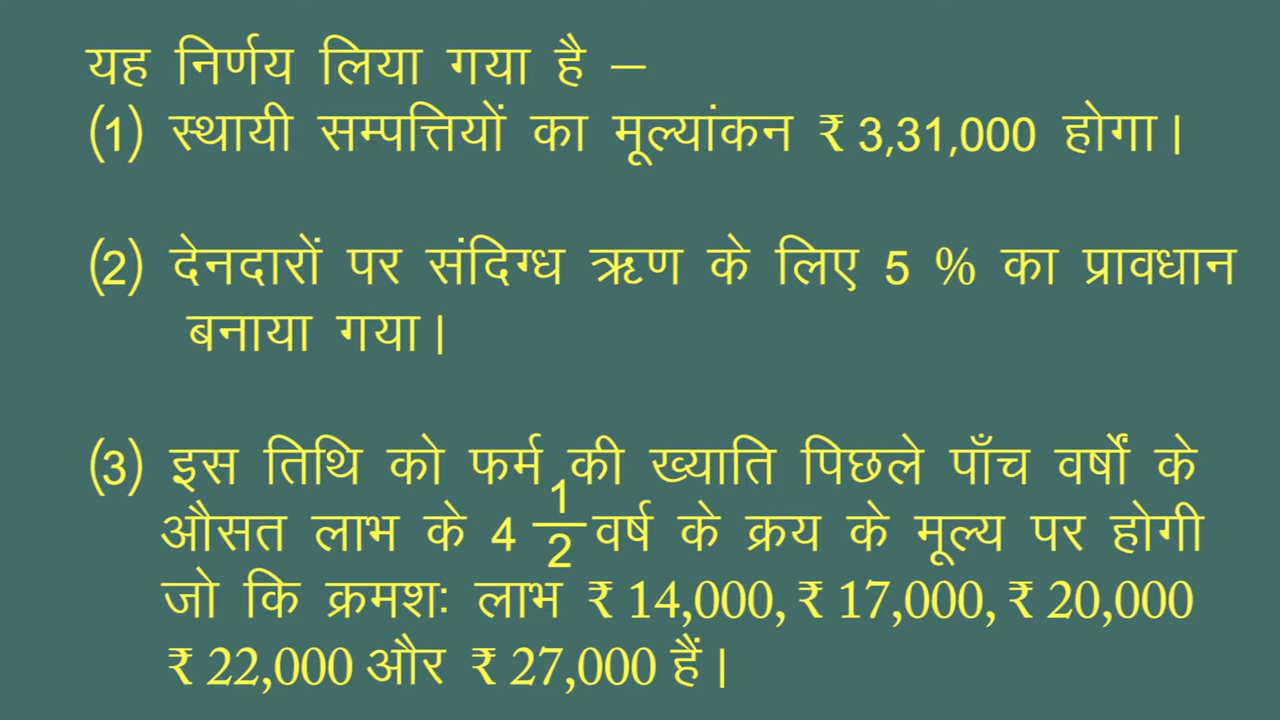 यह निर्णय लिया गया है –
(1) स्थायी सम्पत्तियों का मूल्यांकन ₹ 3,31,000 होगा।
(2) देनदारों पर संदिग्ध ऋण के लिए 5 % का प्रावधान
बनाया गया।
(3) इस तिथि को फर्म की ख्याति पिछले पाँच वर्षों के
औसत लाभ के 4 1/2 वर्ष के क्रय के मूल्य पर होगी
जो कि क्रमशः लाभ ₹ 14,000, ₹ 17,000, ₹ 20,000
₹ 22,000 और ₹ 27,000 हैं।